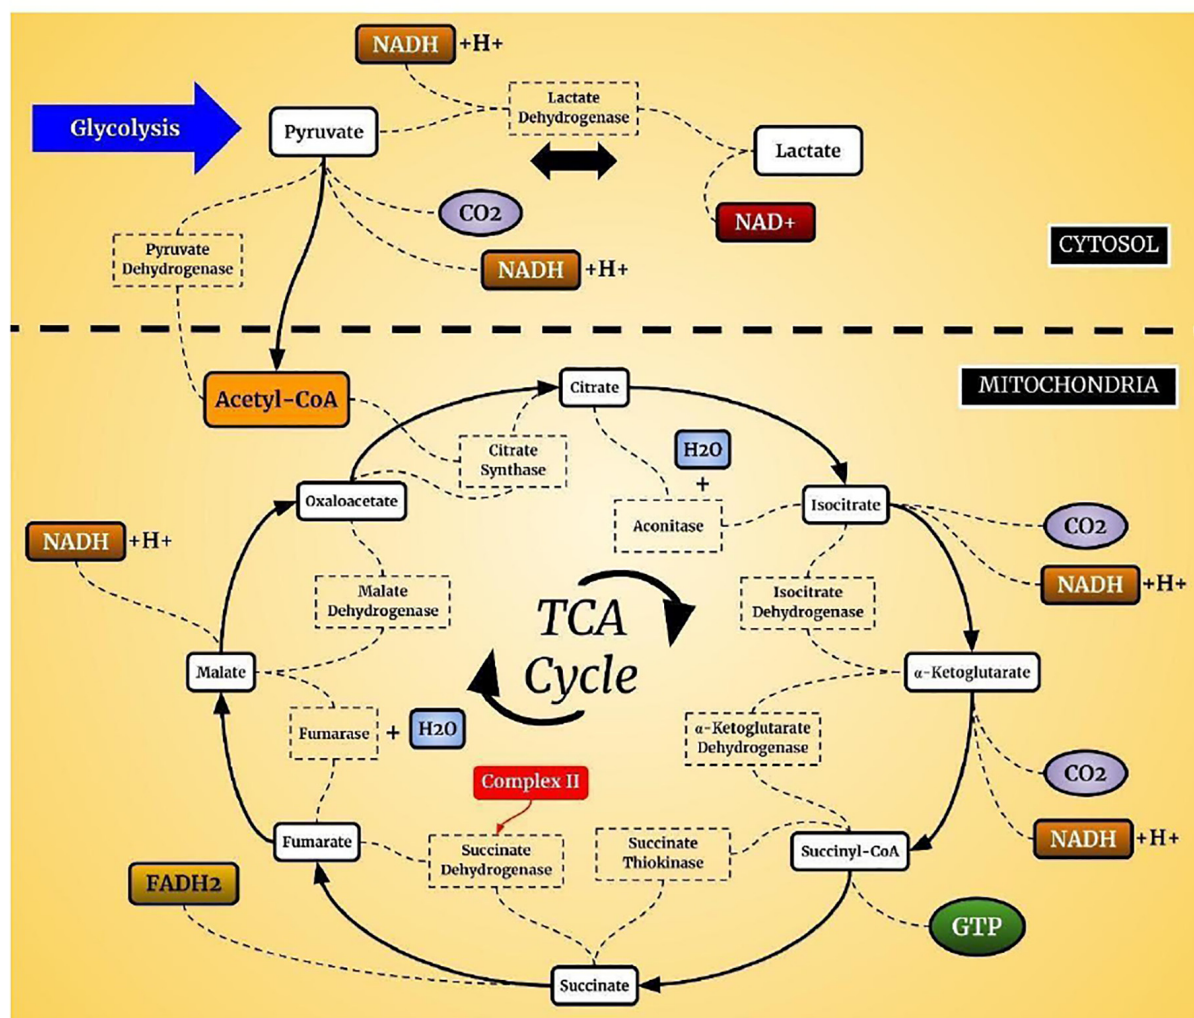 NADH +H+
Glycolysis
Pyruvate
Lactate
Dehydrogenase
Lactate
CO2
NAD+
Pyruvate
Dehydrogenase
NADH +H+
CYTOSOL
MITOCHONDRIA
Acetyl-CoA
Citrate
Citrate
Synthase
H2O
+
Oxaloacetate
Aconitase
Isocitrate
CO2
NADH +H+
NADH +H+
Malate
Dehydrogenase
TCA
Cycle
Isocitrate
Dehydrogenase
Malate
α-Ketoglutarate
Fumarase + H2O
α-Ketoglutarate
Dehydrogenase
Complex II
CO2
NADH +H+
Fumarate
Succinate
Dehydrogenase
Succinate
Thiokinase
Succinyl-CoA
FADH2
GTP
Succinate